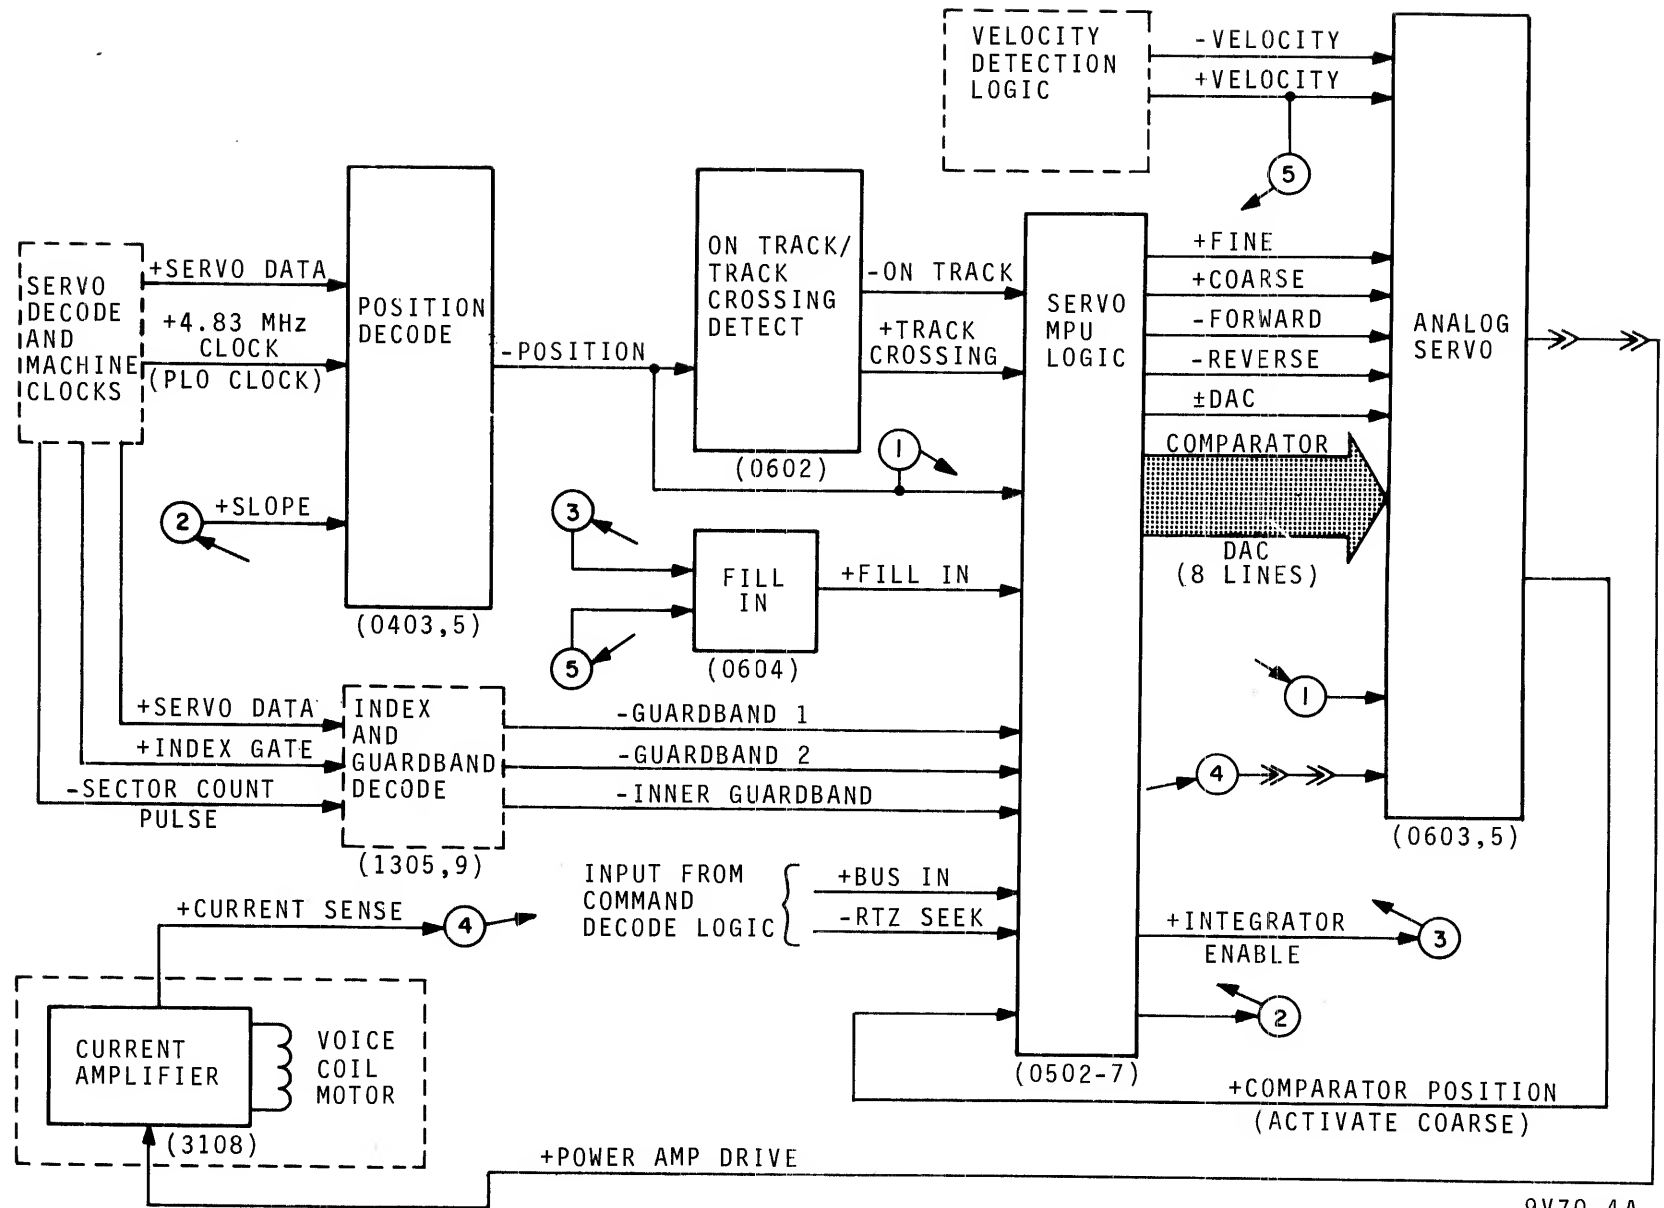 VELOCITY
DETECTION
LOGIC
-VELOCITY
+VELOCITY
5
SERVO
DECODE
AND
MACHINE
CLOCKS
+SERVO DATA
+4.83 MHz
CLOCK
(PLO CLOCK)
2
+SLOPE
POSITION
DECODE
(0403,5)
-POSITION
ON TRACK/
TRACK
CROSSING
DETECT
(0602)
-ON TRACK
+TRACK
CROSSING
1
3
5
FILL
IN
(0604)
+FILL IN
SERVO
MPU
LOGIC
(0502-7)
+FINE
+COARSE
-FORWARD
-REVERSE
±DAC
COMPARATOR
DAC
(8 LINES)
ANALOG
SERVO
(0603,5)
1
4
+SERVO DATA
+INDEX GATE
-SECTOR COUNT
PULSE
INDEX
AND
GUARDBAND
DECODE
(1305,9)
-GUARDBAND 1
-GUARDBAND 2
-INNER GUARDBAND
INPUT FROM
COMMAND
DECODE LOGIC
+BUS IN
-RTZ SEEK
+INTEGRATOR
ENABLE
3
2
+CURRENT SENSE
4
CURRENT
AMPLIFIER
VOICE
COIL
MOTOR
(3108)
+COMPARATOR POSITION
(ACTIVATE COARSE)
+POWER AMP DRIVE